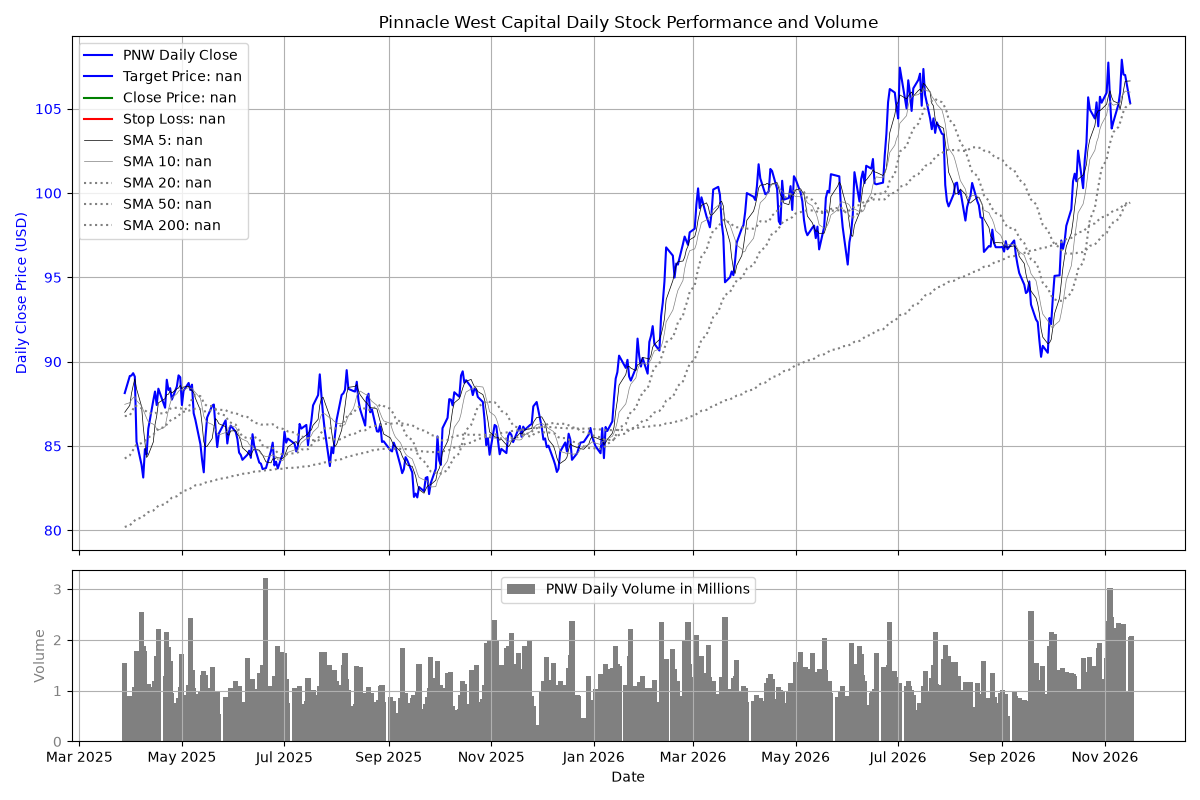 Pinnacle West Capital Daily Stock Performance and Volume
PNW Daily Close
Target Price: nan
Close Price: nan
Stop Loss: nan
SMA 5: nan
SMA 10: nan
SMA 20: nan
SMA 50: nan
SMA 200: nan
Daily Close Price (USD)
105
100
95
90
85
80
PNW Daily Volume in Millions
Volume
3
2
1
0
Mar 2025 May 2025 Jul 2025 Sep 2025 Nov 2025 Jan 2026 Mar 2026 May 2026 Jul 2026 Sep 2026 Nov 2026
Date